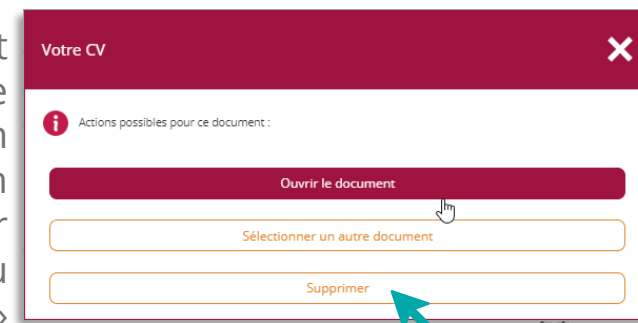 Votre CV
Actions possibles pour ce document :
Ouvrir le document
Sélectionner un autre document
Supprimer
»